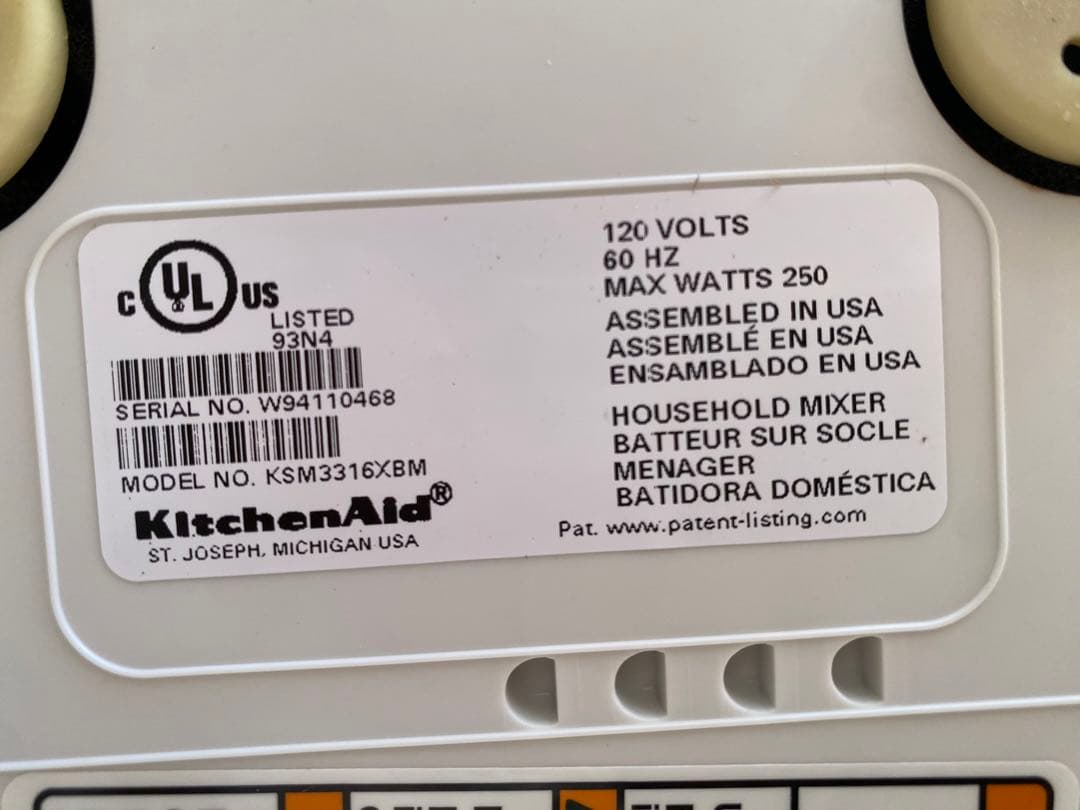 C UL US
LISTED
93N4
SERIAL NO. W94110468
MODEL NO. KSM3316XBM
KitchenAid®
ST. JOSEPH, MICHIGAN USA
120 VOLTS
60 HZ
MAX WATTS 250
ASSEMBLED IN USA
ASSEMBLÉ EN USA
ENSAMBLADO EN USA
HOUSEHOLD MIXER
BATTEUR SUR SOCLE
MENAGER
BATIDORA DOMÉSTICA
Pat. www.patent-listing.com